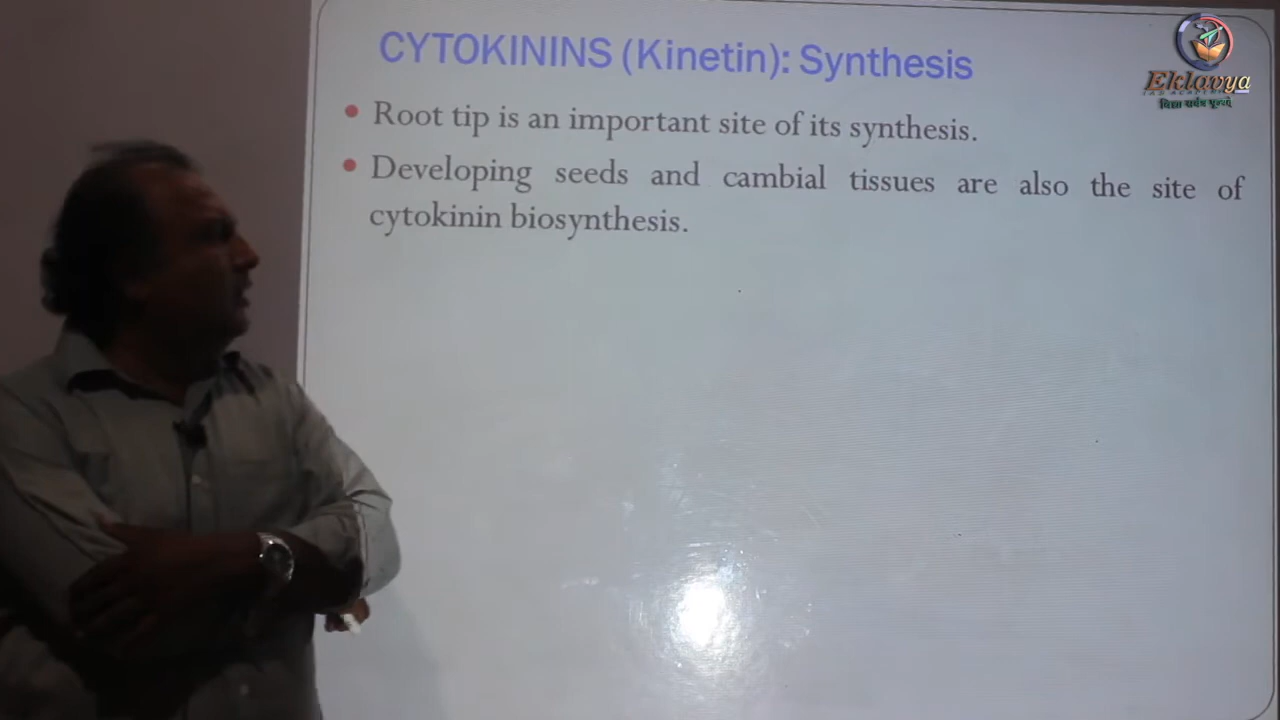 CYTOKININS (Kinetin): Synthesis
Eklavya
• Root tip is an important site of its synthesis.
• Developing seeds and cambial tissues are also the site of
cytokinin biosynthesis.